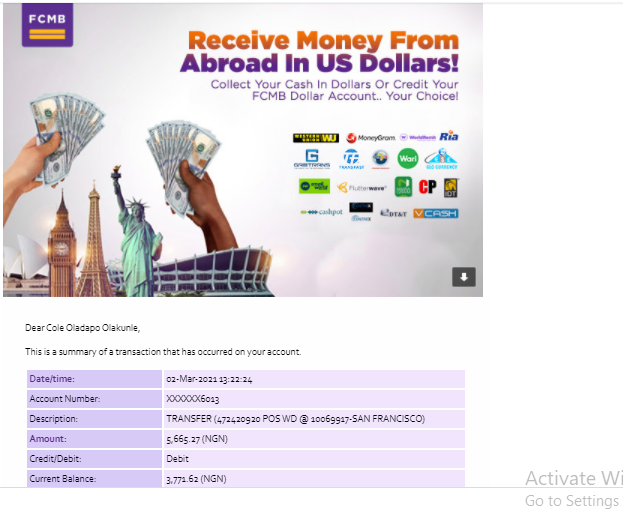 FCMB
Receive Money From
Abroad In US Dollars!
Collect Your Cash In Dollars Or Credit Your
FCMB Dollar Account.. Your Choice!
WESTERN UNION WU MoneyGram. WorldRemit Ria
TRANSFAST Wari
Flutterwave CP
cashpot DT&T VCASH
Dear Cole Oladapo Olakunle,
This is a summary of a transaction that has occurred on your account.
Date/time: 02-Mar-2021 13:22:24
Account Number: XXXXXX6013
Description: TRANSFER (472420920 POS WD @ 10069917-SAN FRANCISCO)
Amount: 5,665.27 (NGN)
Credit/Debit: Debit
Current Balance: 3,771.62 (NGN)
Activate Wi
Go to Settings